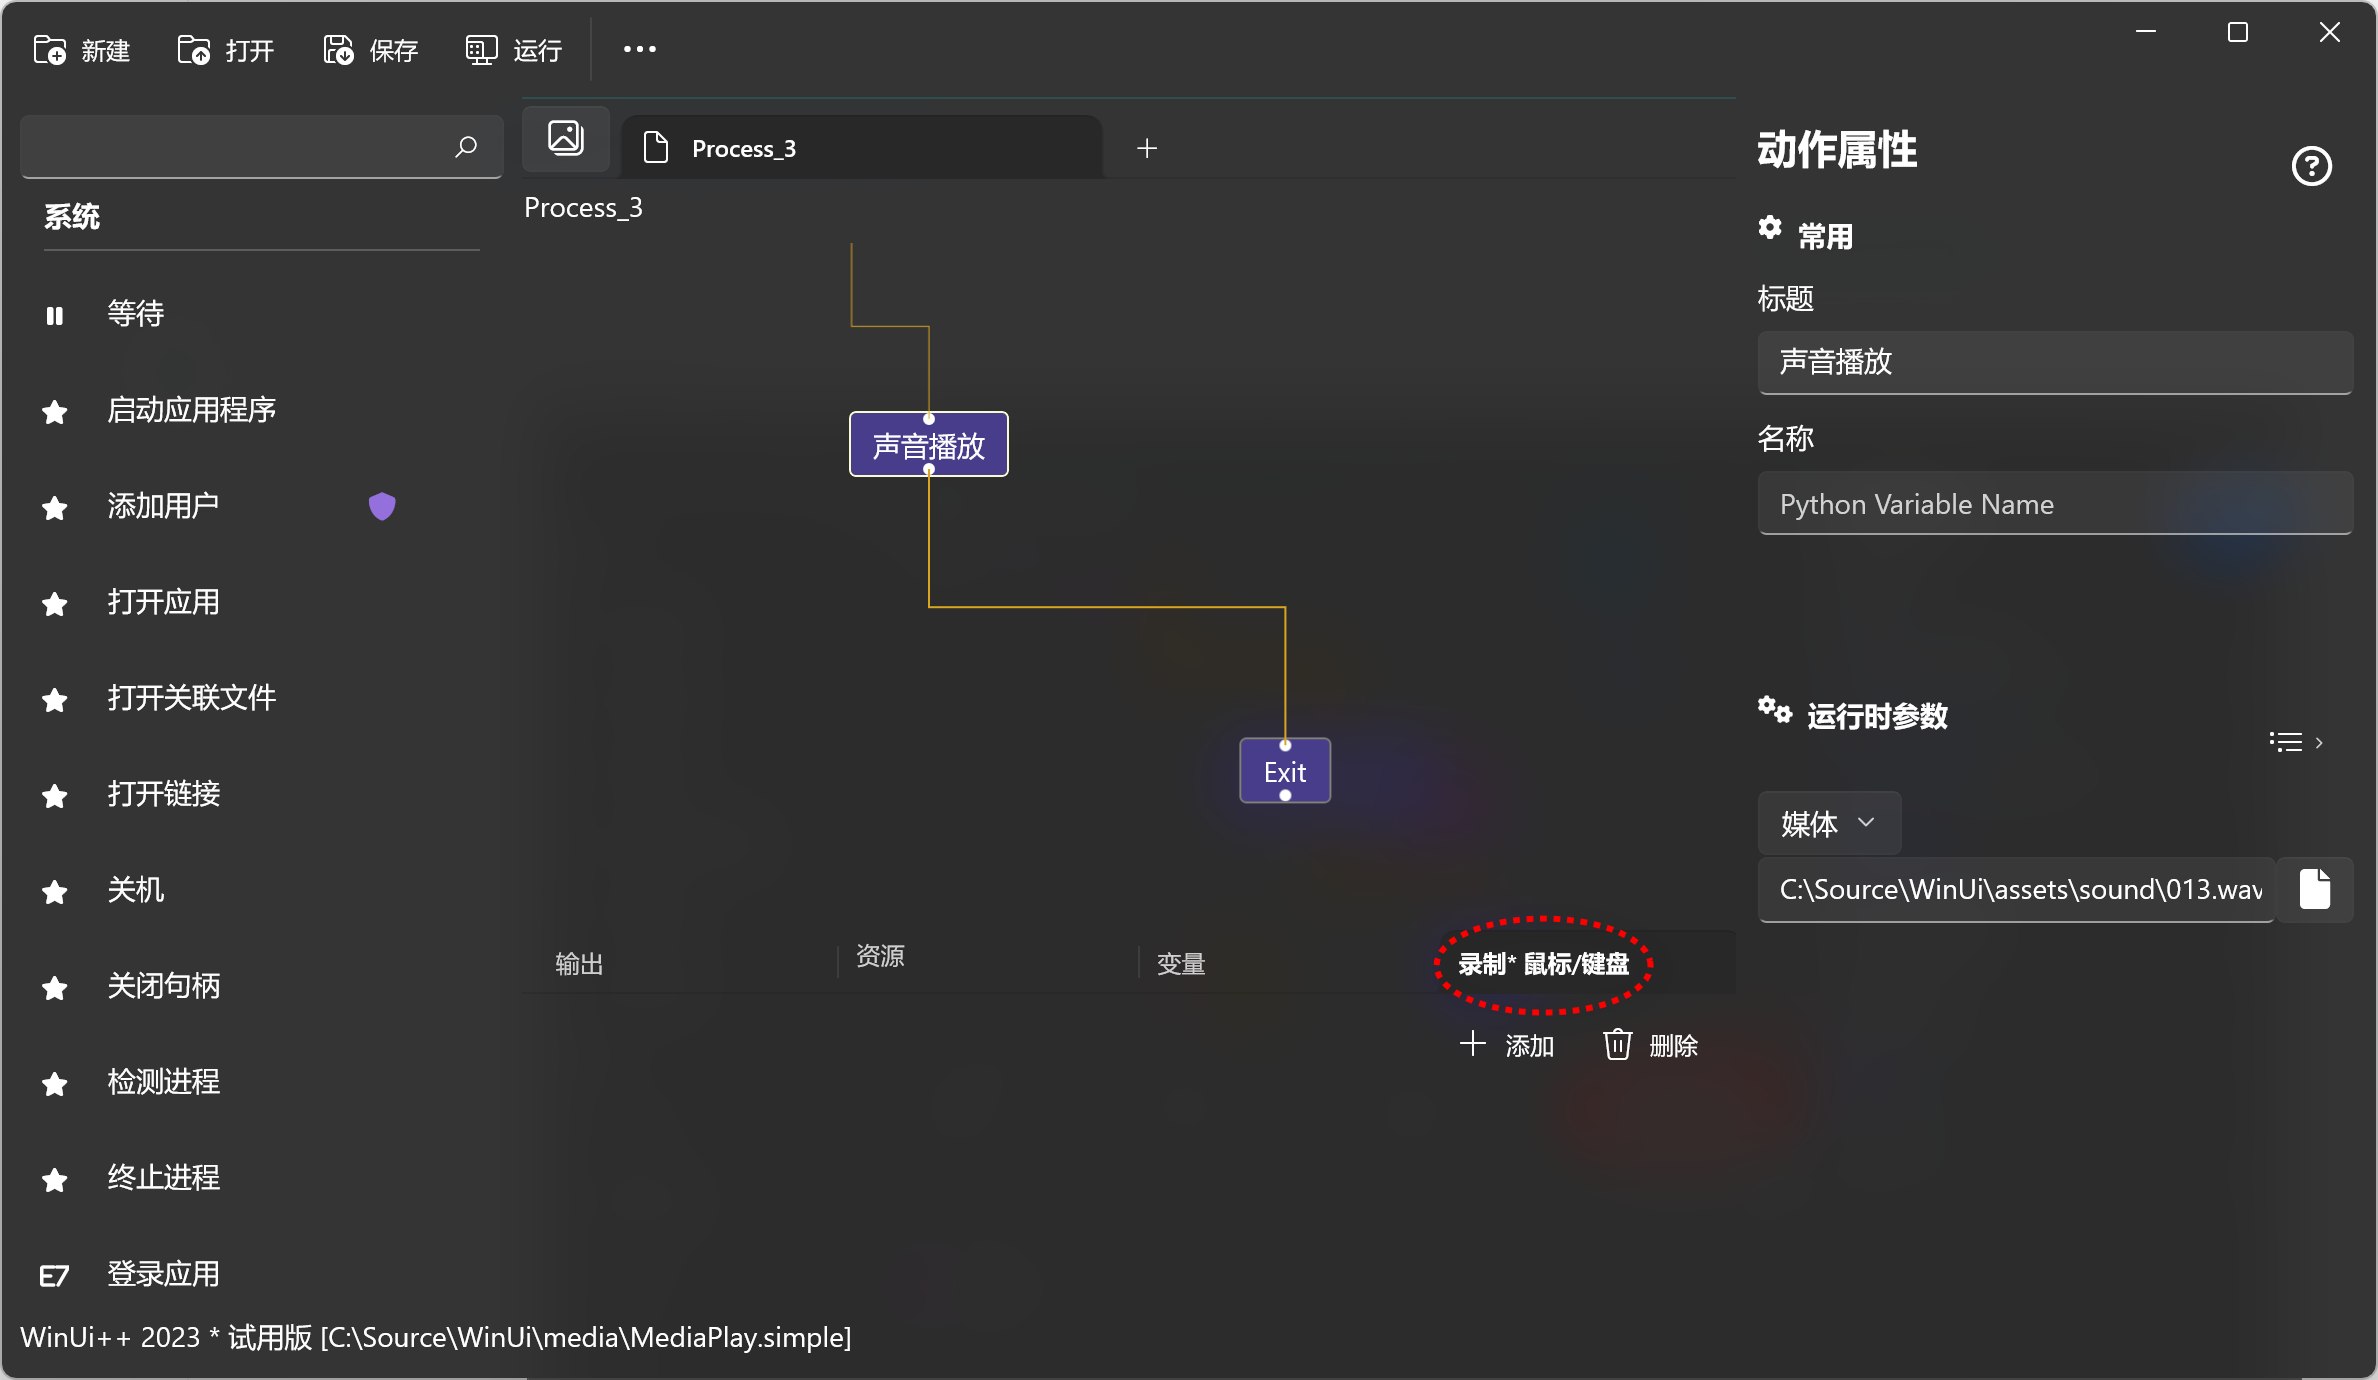 新建 打开 保存 运行
Process_3
系统
等待
启动应用程序
添加用户
打开应用
打开关联文件
打开链接
关机
关闭句柄
检测进程
终止进程
E7 登录应用
Process_3
声音播放
Exit
输出 资源 变量 录制* 鼠标/键盘
添加 删除
动作属性
常用
标题
声音播放
名称
Python Variable Name
运行时参数
媒体
C:\Source\WinUi\assets\sound\013.wav
WinUi++ 2023 * 试用版 [C:\Source\WinUi\media\MediaPlay.simple]